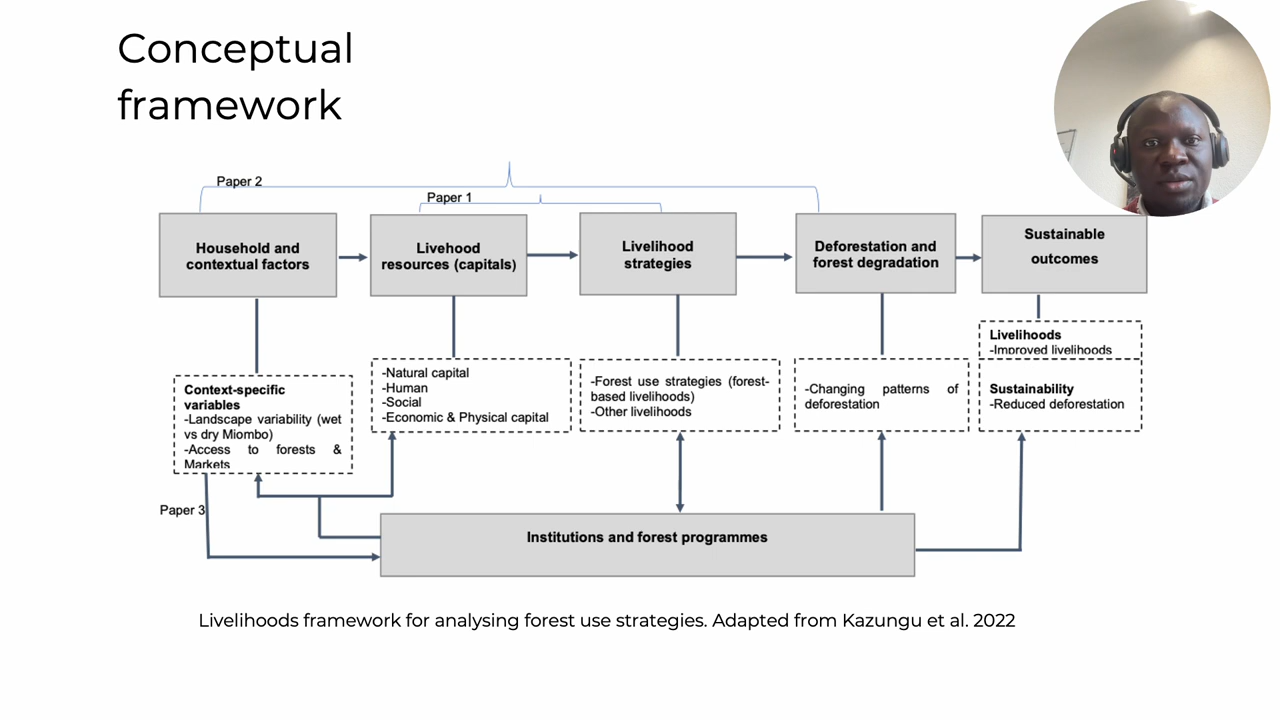 Conceptual
framework
Paper 2
Paper 1
Household and
contextual factors
Livehood
resources (capitals)
Livelihood
strategies
Deforestation and
forest degradation
Sustainable
outcomes
Context-specific
variables
-Landscape variability (wet
vs dry Miombo)
-Access to forests &
Markets
-Natural capital
-Human
-Social
-Economic & Physical capital
-Forest use strategies (forest-
based livelihoods)
-Other livelihoods
-Changing patterns of
deforestation
Livelihoods
-Improved livelihoods
Sustainability
-Reduced deforestation
Paper 3
Institutions and forest programmes
Livelihoods framework for analysing forest use strategies. Adapted from Kazungu et al. 2022